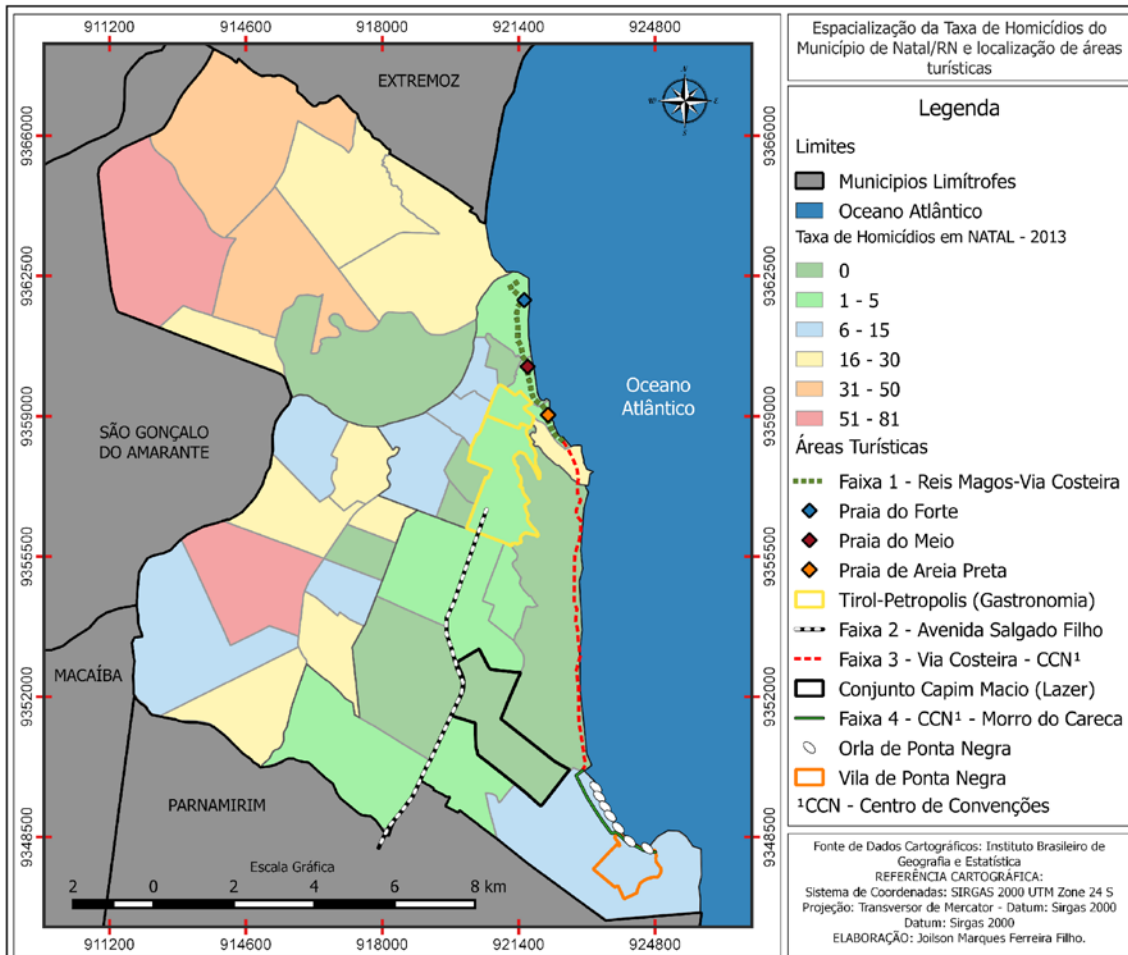 911200 914600 918000 921400 924800
9366000
9362500
9359000
9355500
9352000
9348500
EXTREMOZ
N
W E
S
Oceano
Atlântico
SÃO GONÇALO
DO AMARANTE
MACAÍBA
PARNAMIRIM
Escala Gráfica
2 0 2 4 6 8 km
9366000
9362500
9359000
9355500
9352000
9348500
911200 914600 918000 921400 924800
Espacialização da Taxa de Homicídios do
Município de Natal/RN e localização de áreas
turísticas
Legenda
Limites
Municipios Limítrofes
Oceano Atlântico
Taxa de Homicídios em NATAL - 2013
0
1 - 5
6 - 15
16 - 30
31 - 50
51 - 81
Áreas Turísticas
Faixa 1 - Reis Magos-Via Costeira
Praia do Forte
Praia do Meio
Praia de Areia Preta
Tirol-Petropolis (Gastronomia)
Faixa 2 - Avenida Salgado Filho
Faixa 3 - Via Costeira - CCN¹
Conjunto Capim Macio (Lazer)
Faixa 4 - CCN¹ - Morro do Careca
Orla de Ponta Negra
Vila de Ponta Negra
¹CCN - Centro de Convenções
Fonte de Dados Cartográficos: Instituto Brasileiro de
Geografia e Estatística
REFERÊNCIA CARTOGRÁFICA:
Sistema de Coordenadas: SIRGAS 2000 UTM Zone 24 S
Projeção: Transversor de Mercator - Datum: Sirgas 2000
Datum: Sirgas 2000
ELABORAÇÃO: Joilson Marques Ferreira Filho.